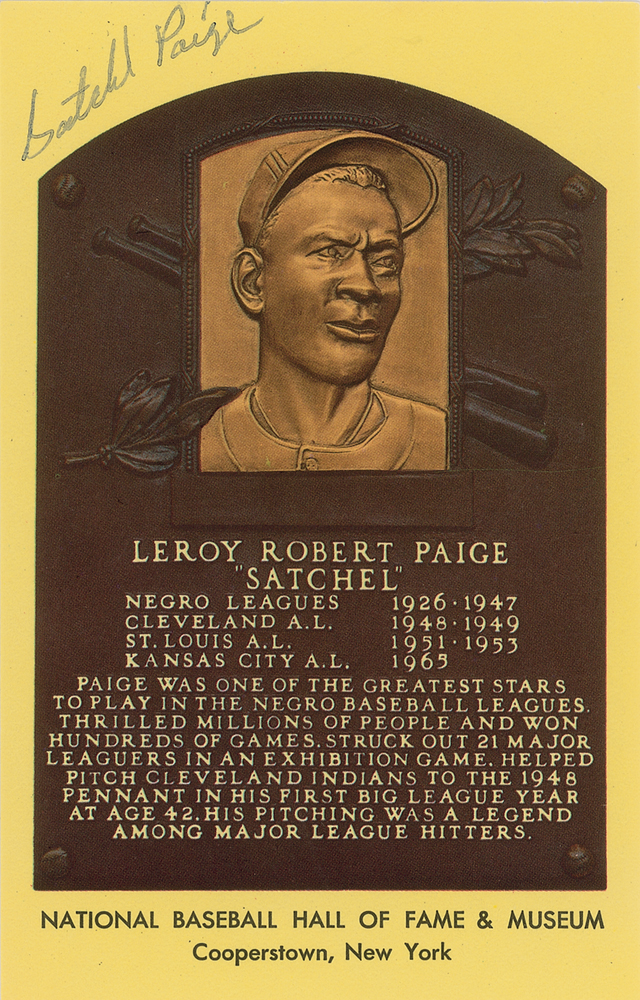 Satchel Paige
LEROY ROBERT PAIGE
"SATCHEL"
NEGRO LEAGUES 1926·1947
CLEVELAND A.L. 1948·1949
ST. LOUIS A.L. 1951·1953
KANSAS CITY A.L. 1965
PAIGE WAS ONE OF THE GREATEST STARS
TO PLAY IN THE NEGRO BASEBALL LEAGUES.
THRILLED MILLIONS OF PEOPLE AND WON
HUNDREDS OF GAMES. STRUCK OUT 21 MAJOR
LEAGUERS IN AN EXHIBITION GAME. HELPED
PITCH CLEVELAND INDIANS TO THE 1948
PENNANT IN HIS FIRST BIG LEAGUE YEAR
AT AGE 42. HIS PITCHING WAS A LEGEND
AMONG MAJOR LEAGUE HITTERS.
NATIONAL BASEBALL HALL OF FAME & MUSEUM
Cooperstown, New York